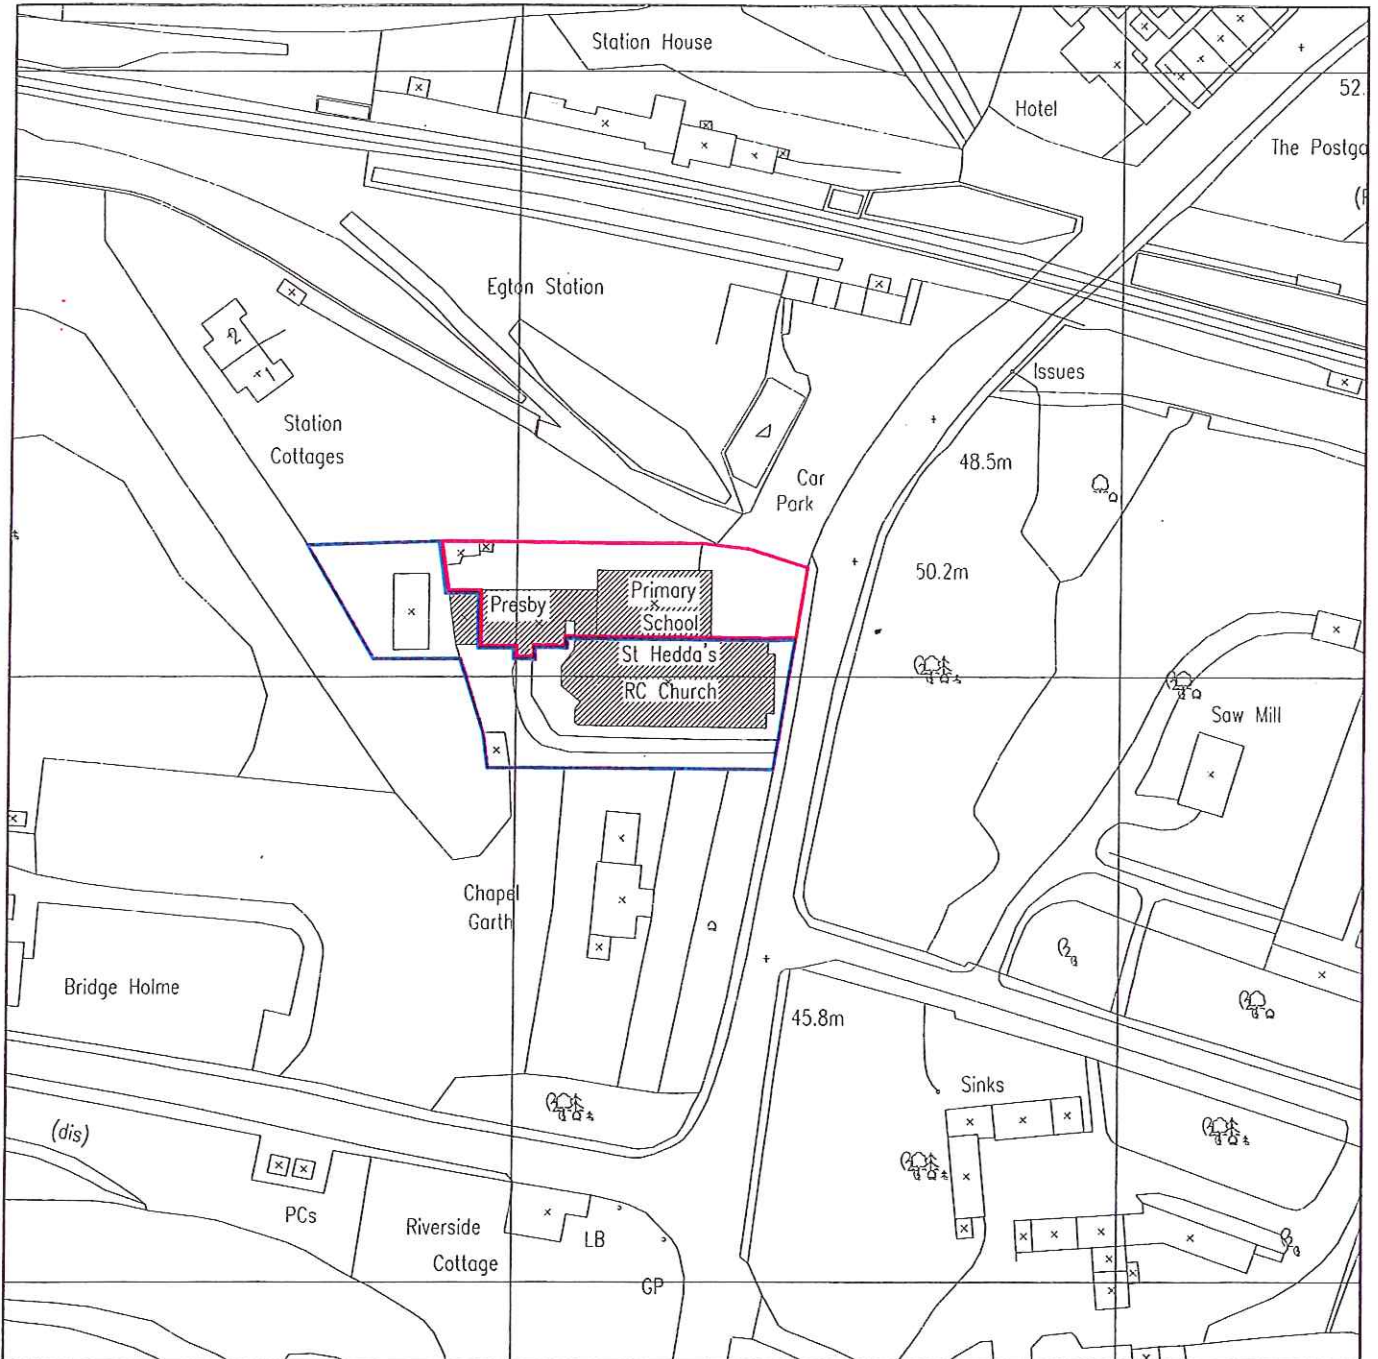 Station House
Hotel
52.
The Postga
Egton Station
Issues
2
1
Station
Cottages
48.5m
Car
Park
50.2m
Presby
Primary
School
St Hedda's
RC Church
Saw Mill
Chapel
Garth
Bridge Holme
45.8m
Sinks
(dis)
PCs
Riverside
Cottage
LB
GP